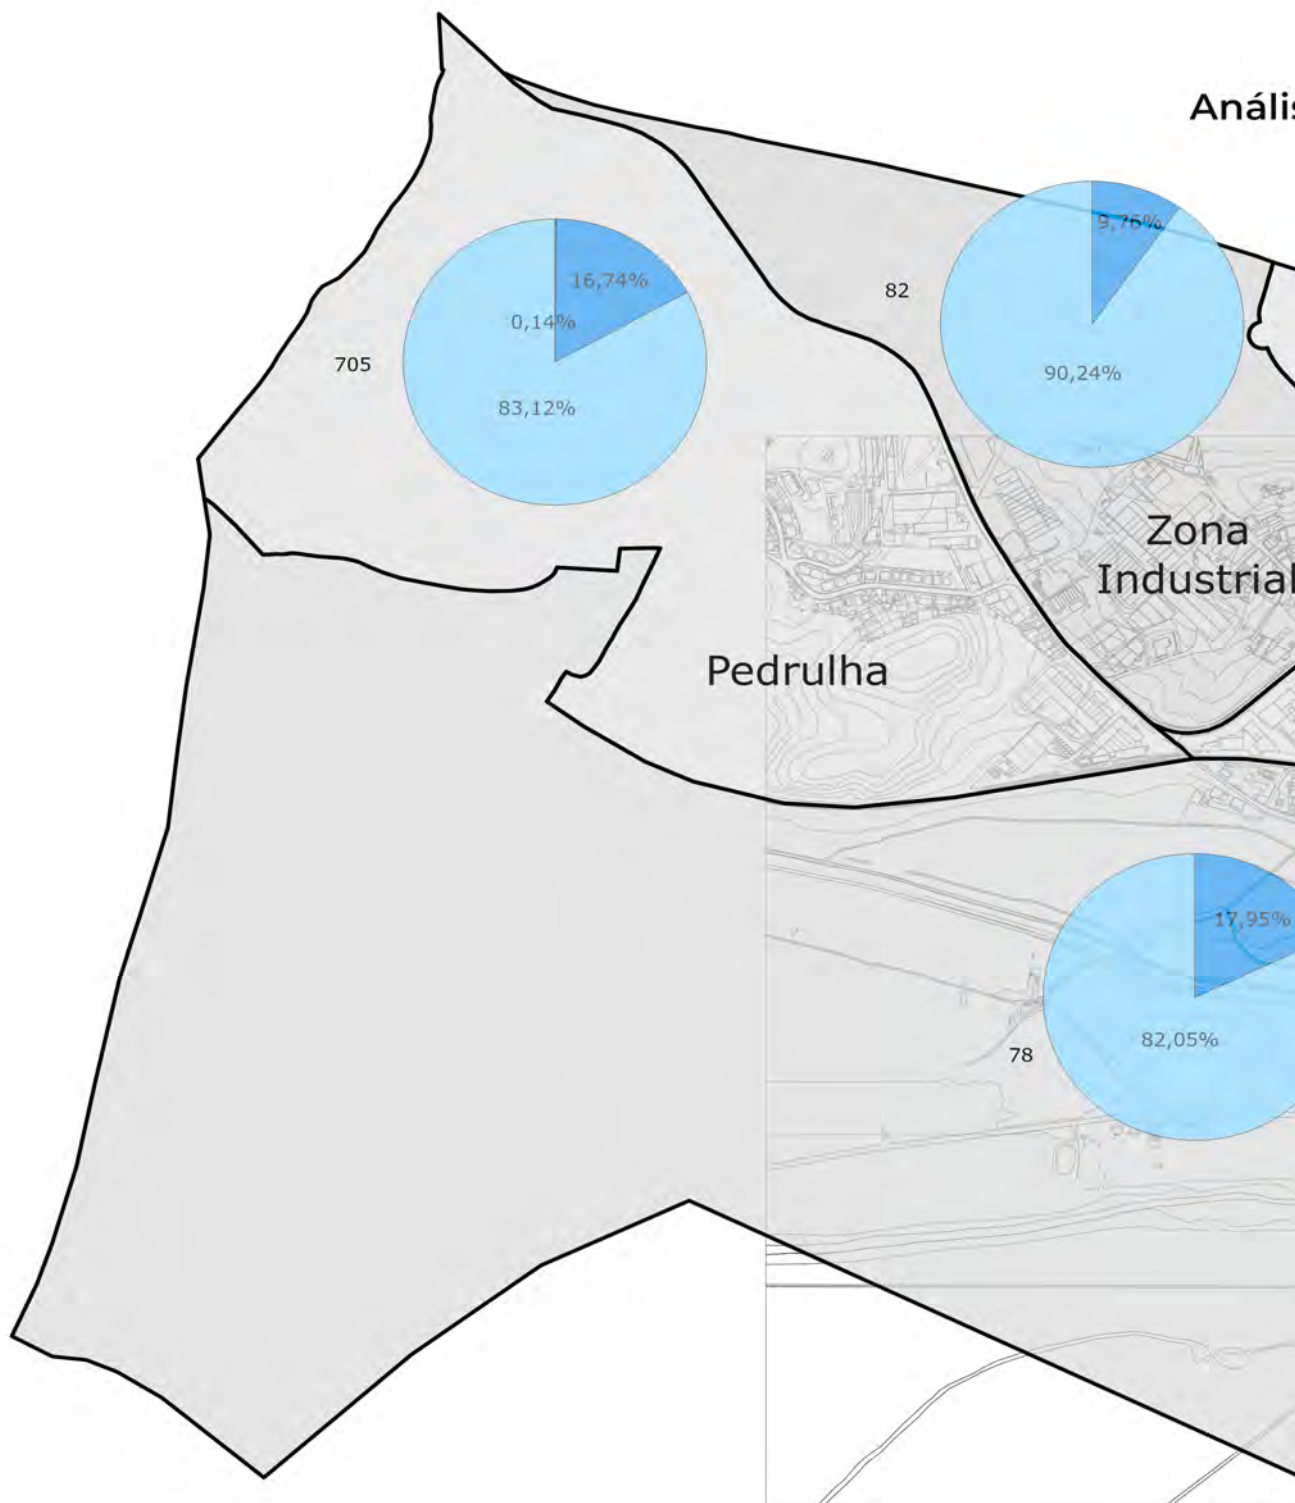 Anális
9,76%
16,74%
82
0,14%
705
90,24%
83,12%
Zona
Industrial
Pedrulha
17,95%
82,05%
78